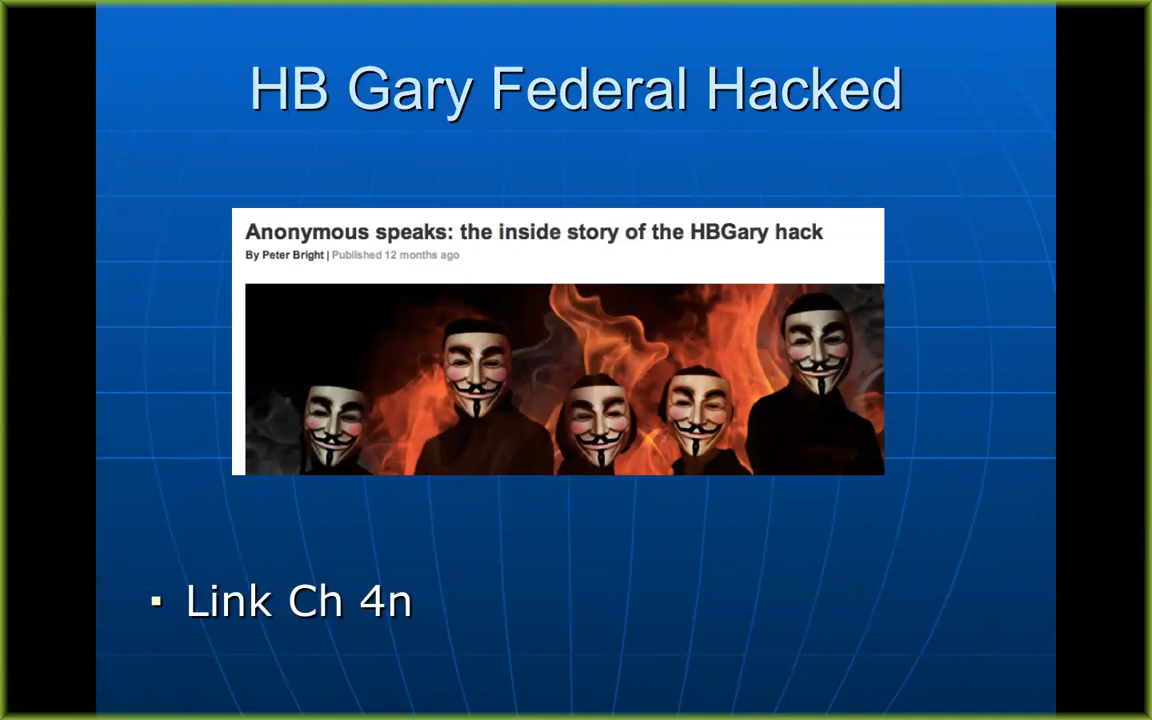 HB Gary Federal Hacked
Anonymous speaks: the inside story of the HBGary hack
By Peter Bright | Published 12 months ago
▪ Link Ch 4n